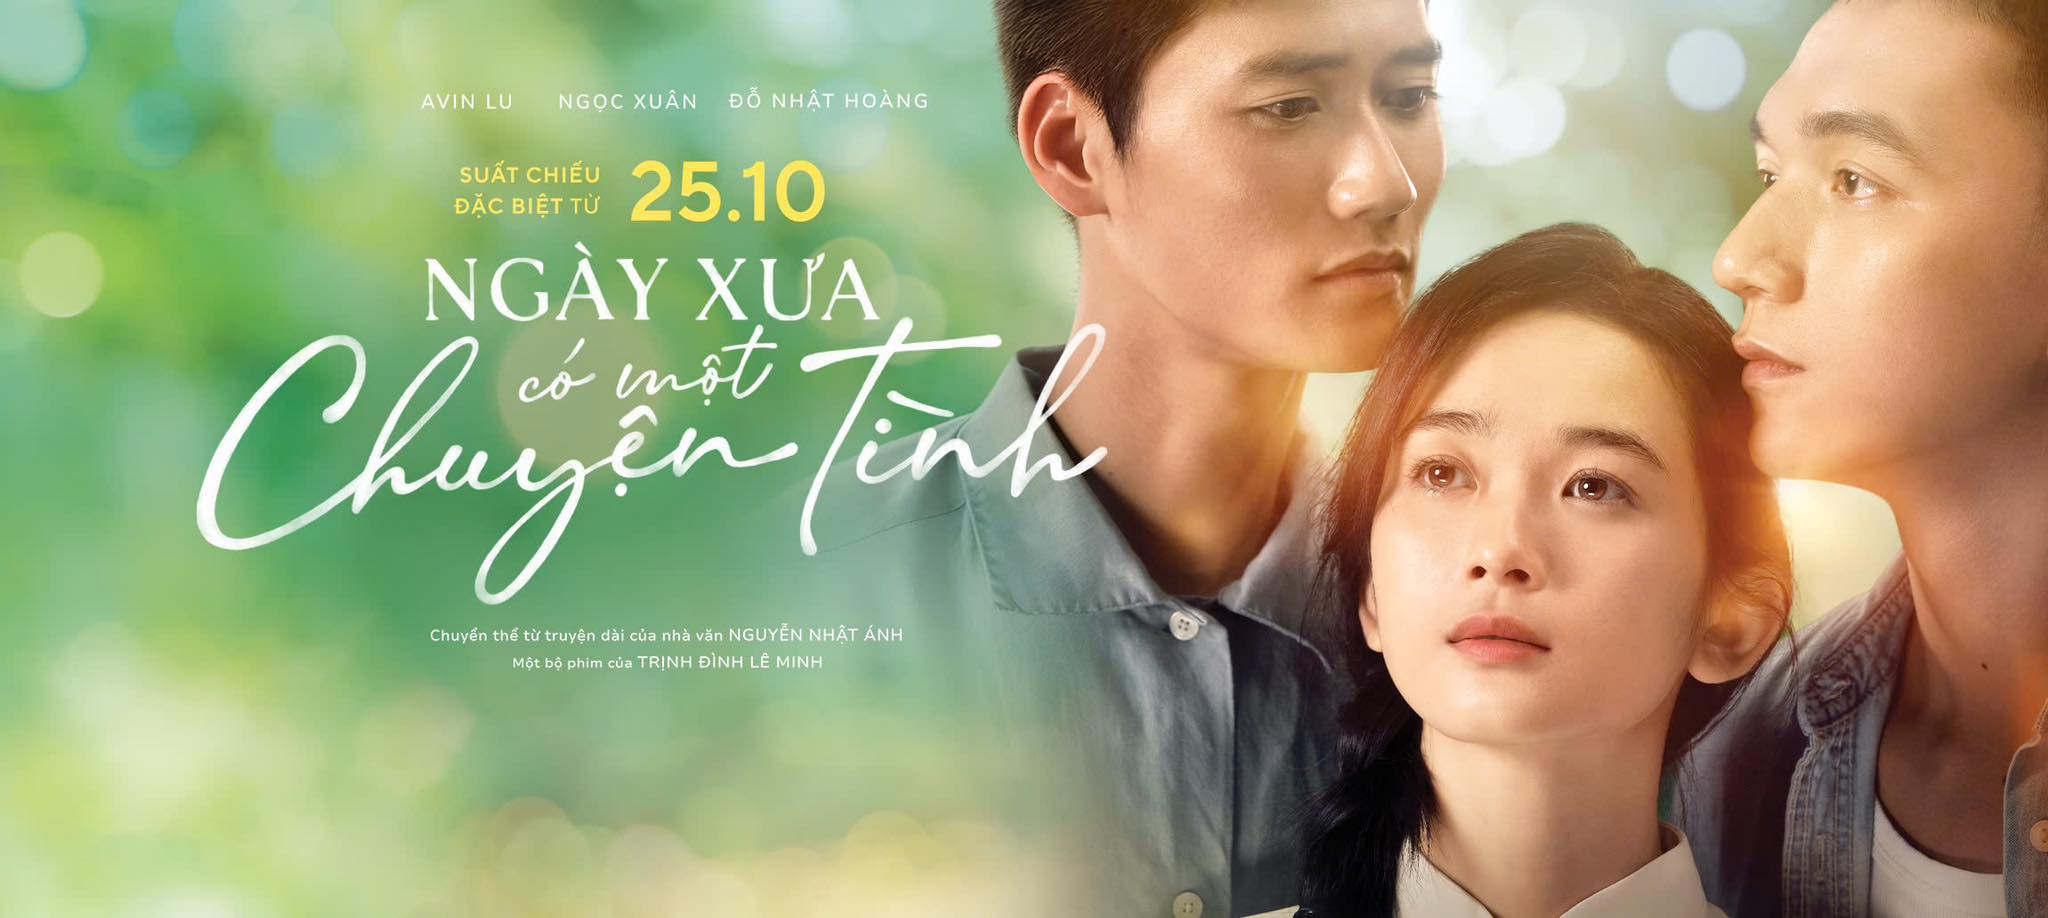 AVIN LU NGỌC XUÂN ĐỖ NHẬT HOÀNG
SUẤT CHIẾU
ĐẶC BIỆT TỪ
25.10
NGÀY XƯA
có một
Chuyện Tình
Chuyển thể từ truyện dài của nhà văn NGUYỄN NHẬT ÁNH
Một bộ phim của TRỊNH ĐÌNH LÊ MINH